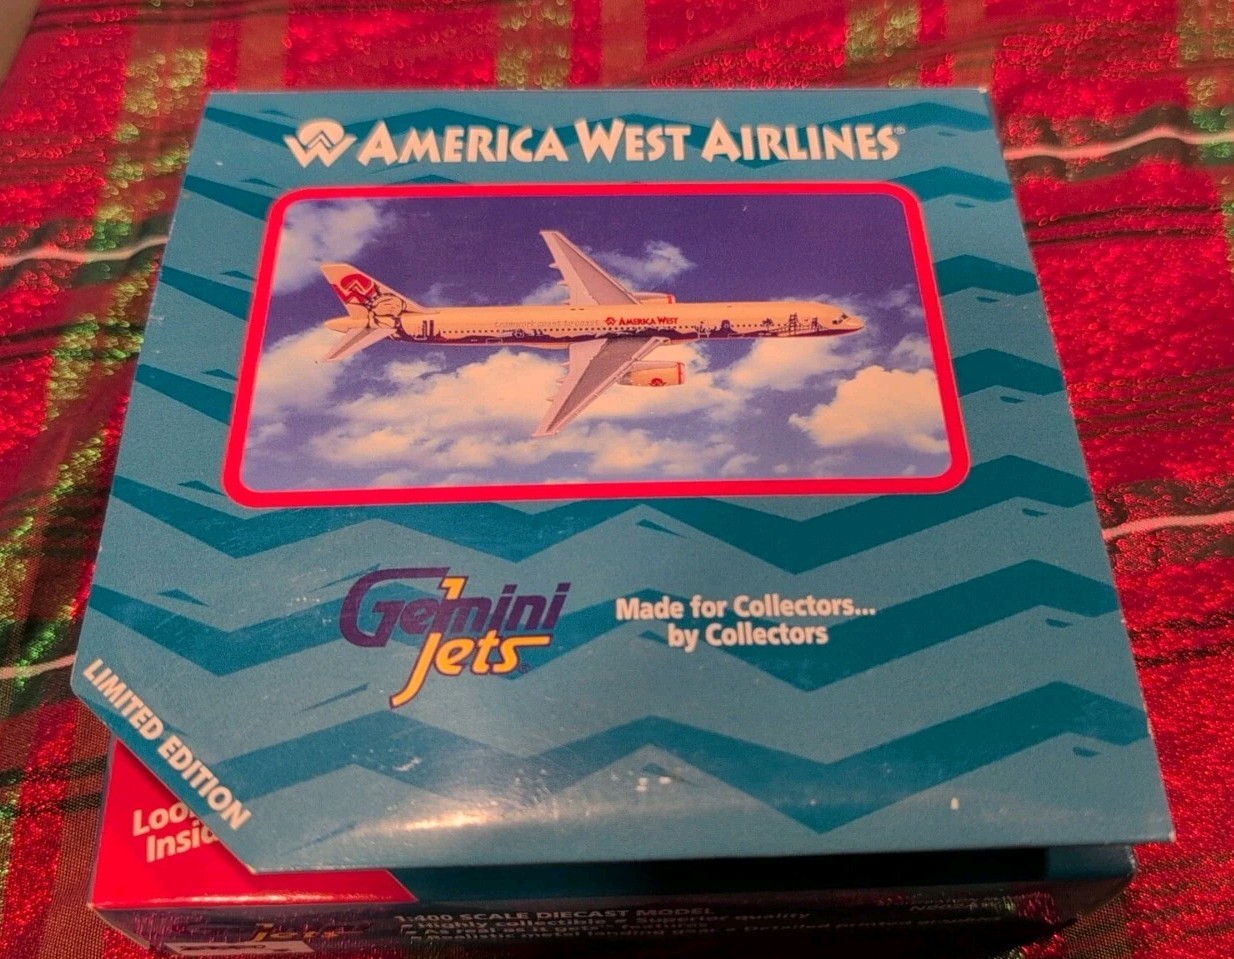 AMERICA WEST AIRLINES®
AMERICA WEST
Gemini
Jets
Made for Collectors...
by Collectors
LIMITED EDITION
1:400 SCALE DIECAST MODEL
quality